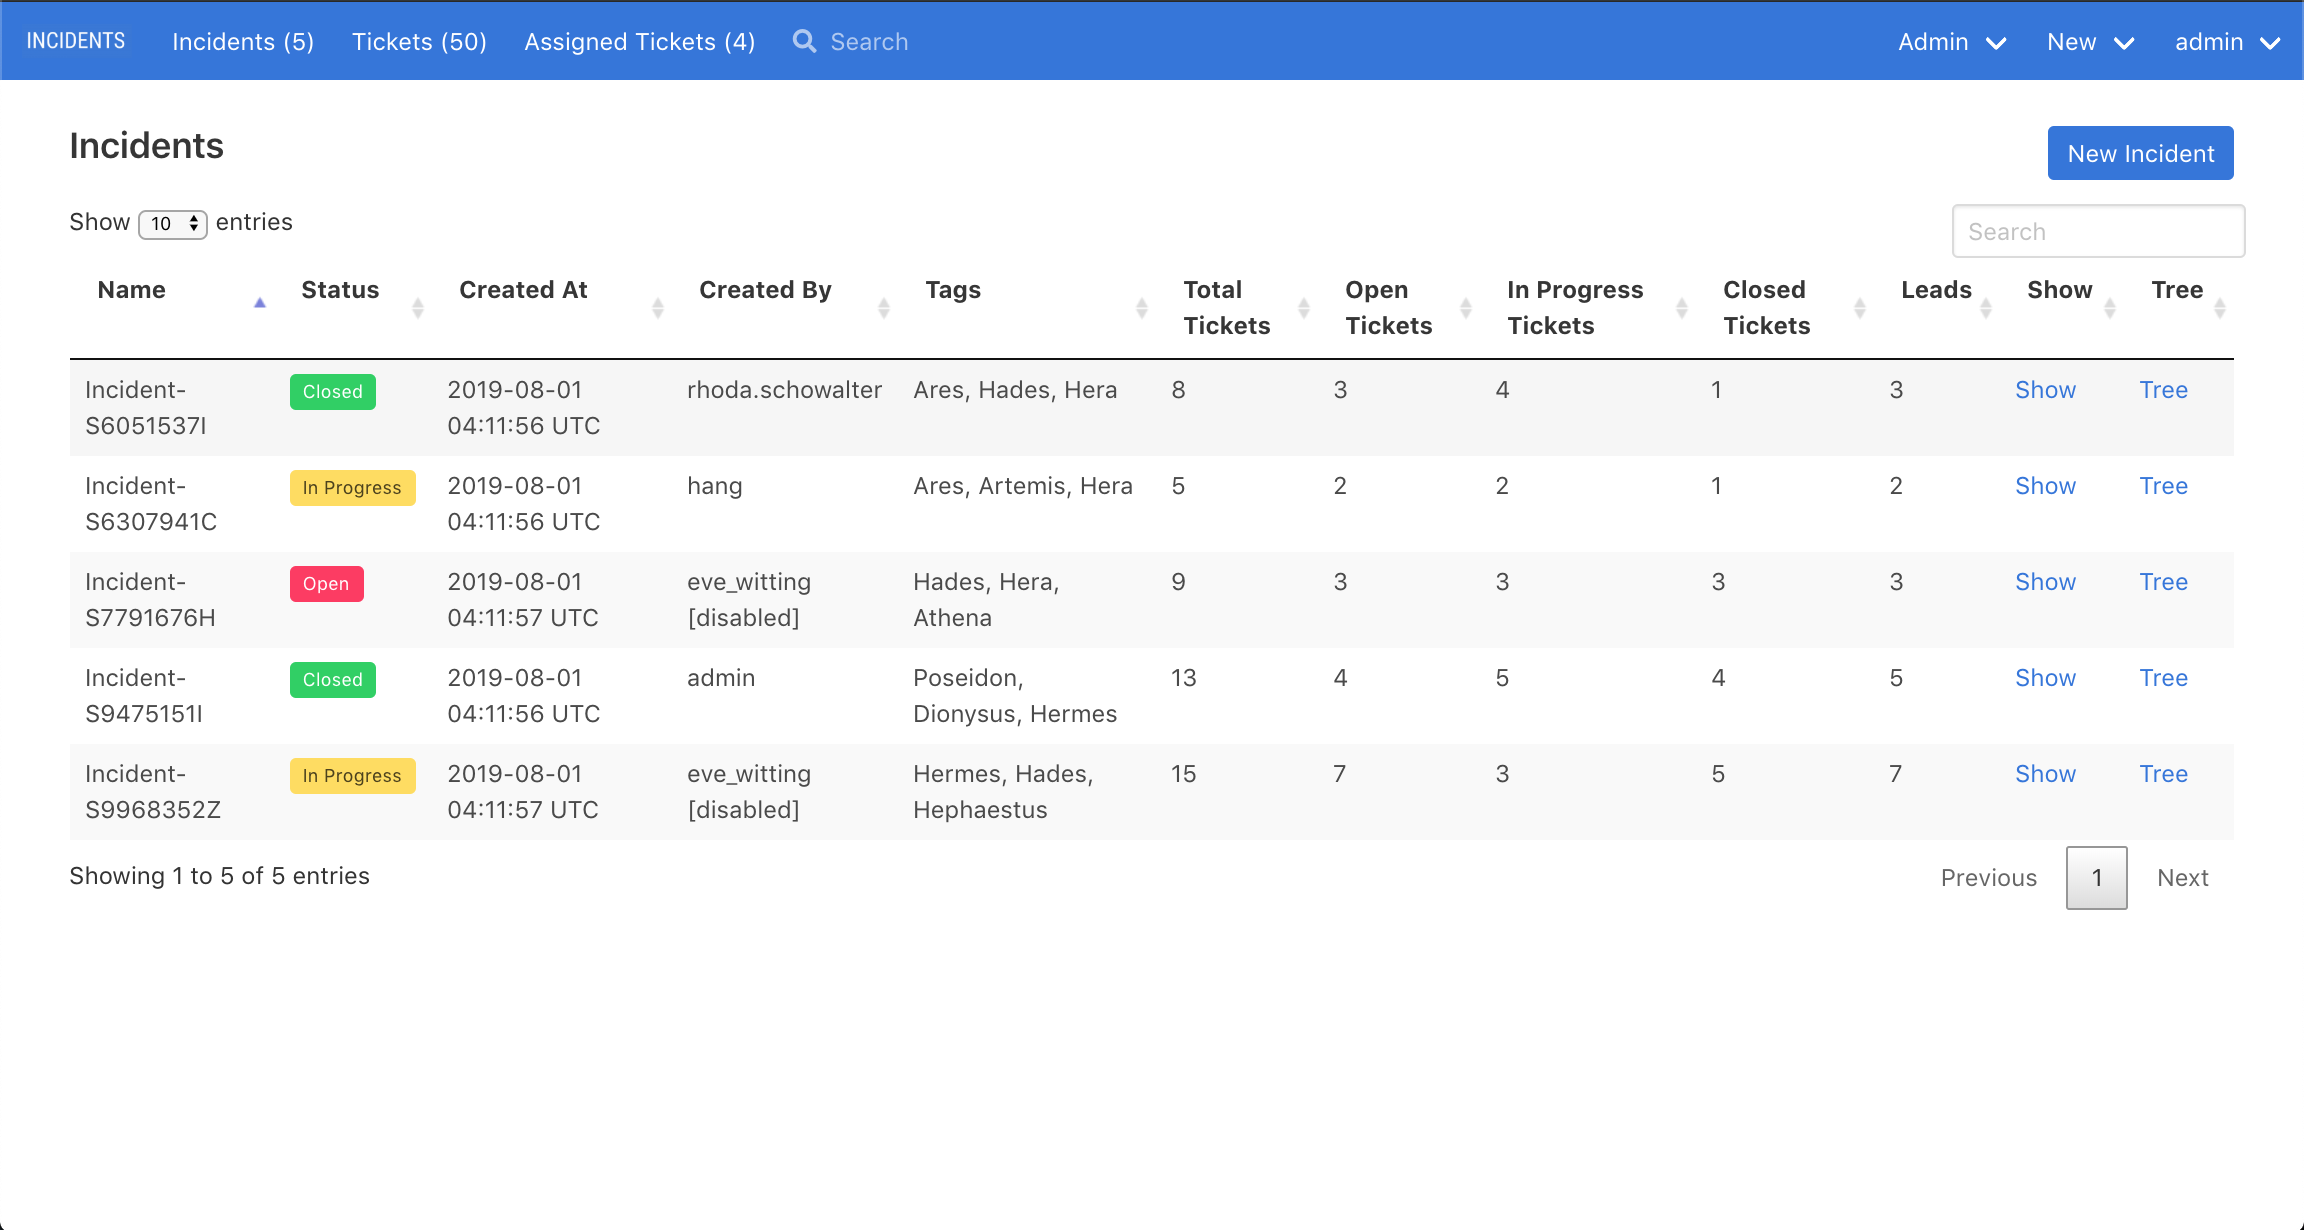 INCIDENTS Incidents (5) Tickets (50) Assigned Tickets (4) Search Admin New admin
Incidents
New Incident
Show 10 entries
Search
Name Status Created At Created By Tags Total Tickets Open Tickets In Progress Tickets Closed Tickets Leads Show Tree
Incident- Closed 2019-08-01 rhoda.schowalter Ares, Hades, Hera 8 3 4 1 3 Show Tree
S6051537I 04:11:56 UTC
Incident- In Progress 2019-08-01 hang Ares, Artemis, Hera 5 2 2 1 2 Show Tree
S6307941C 04:11:56 UTC
Incident- Open 2019-08-01 eve_witting Hades, Hera, 9 3 3 3 3 Show Tree
S7791676H 04:11:57 UTC [disabled] Athena
Incident- Closed 2019-08-01 admin Poseidon, 13 4 5 4 5 Show Tree
S9475151I 04:11:56 UTC Dionysus, Hermes
Incident- In Progress 2019-08-01 eve_witting Hermes, Hades, 15 7 3 5 7 Show Tree
S9968352Z 04:11:57 UTC [disabled] Hephaestus
Showing 1 to 5 of 5 entries
Previous 1 Next